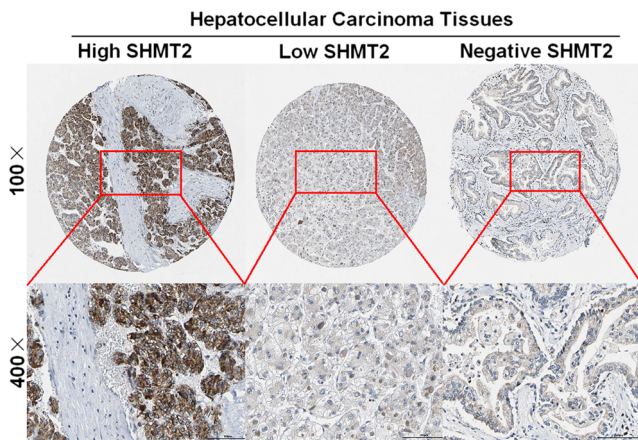 Hepatocellular Carcinoma Tissues
High SHMT2 Low SHMT2 Negative SHMT2
100×
400×